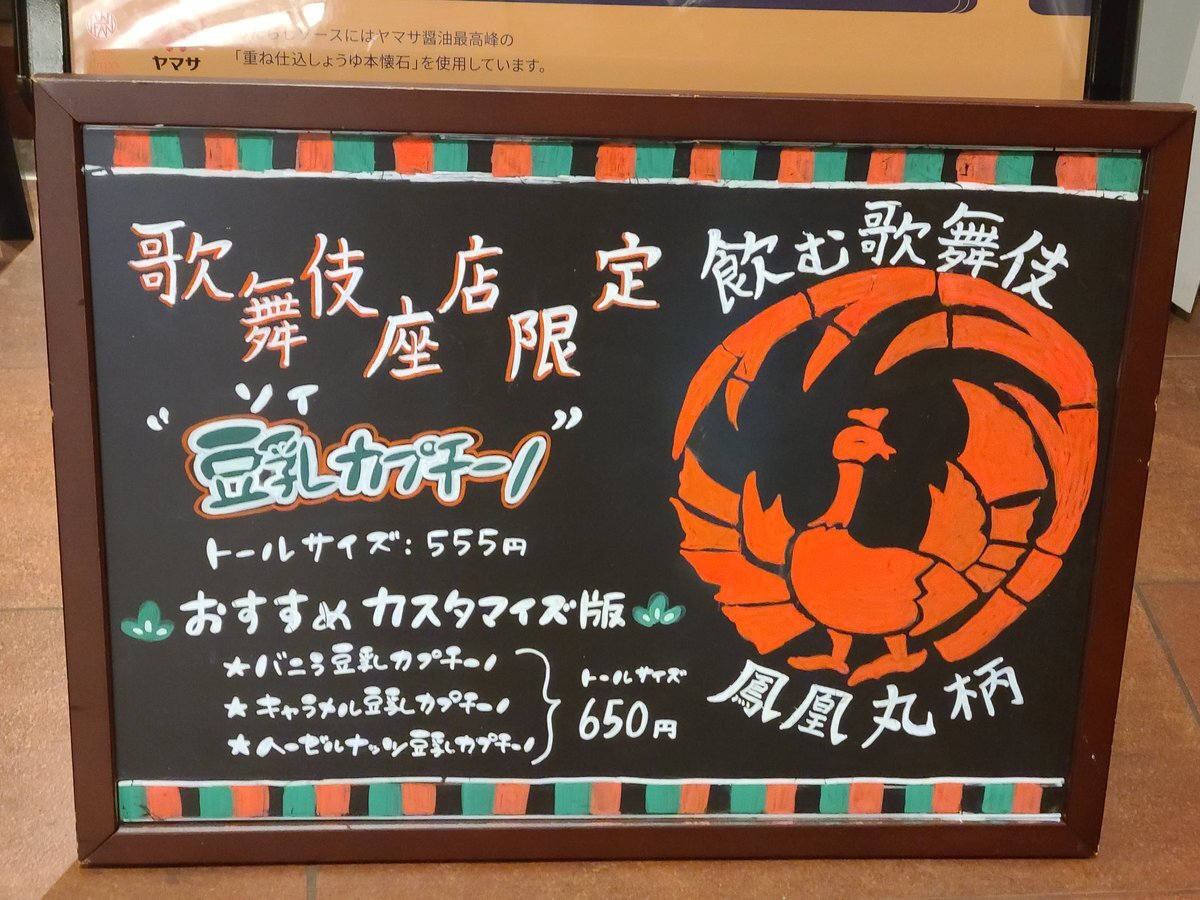 ソースにはヤマサ醤油最高峰の
ヤマサ
「重ね仕込しょうゆ本懐石」を使用しています。
歌舞伎座店限定
飲む歌舞伎
ソイ
“豆乳カプチーノ”
トールサイズ:555円
おすすめカスタマイズ版
★バニラ豆乳カプチーノ
★キャラメル豆乳カプチーノ
★ヘーゼルナッツ豆乳カプチーノ
トールサイズ
650円
鳳凰丸柄